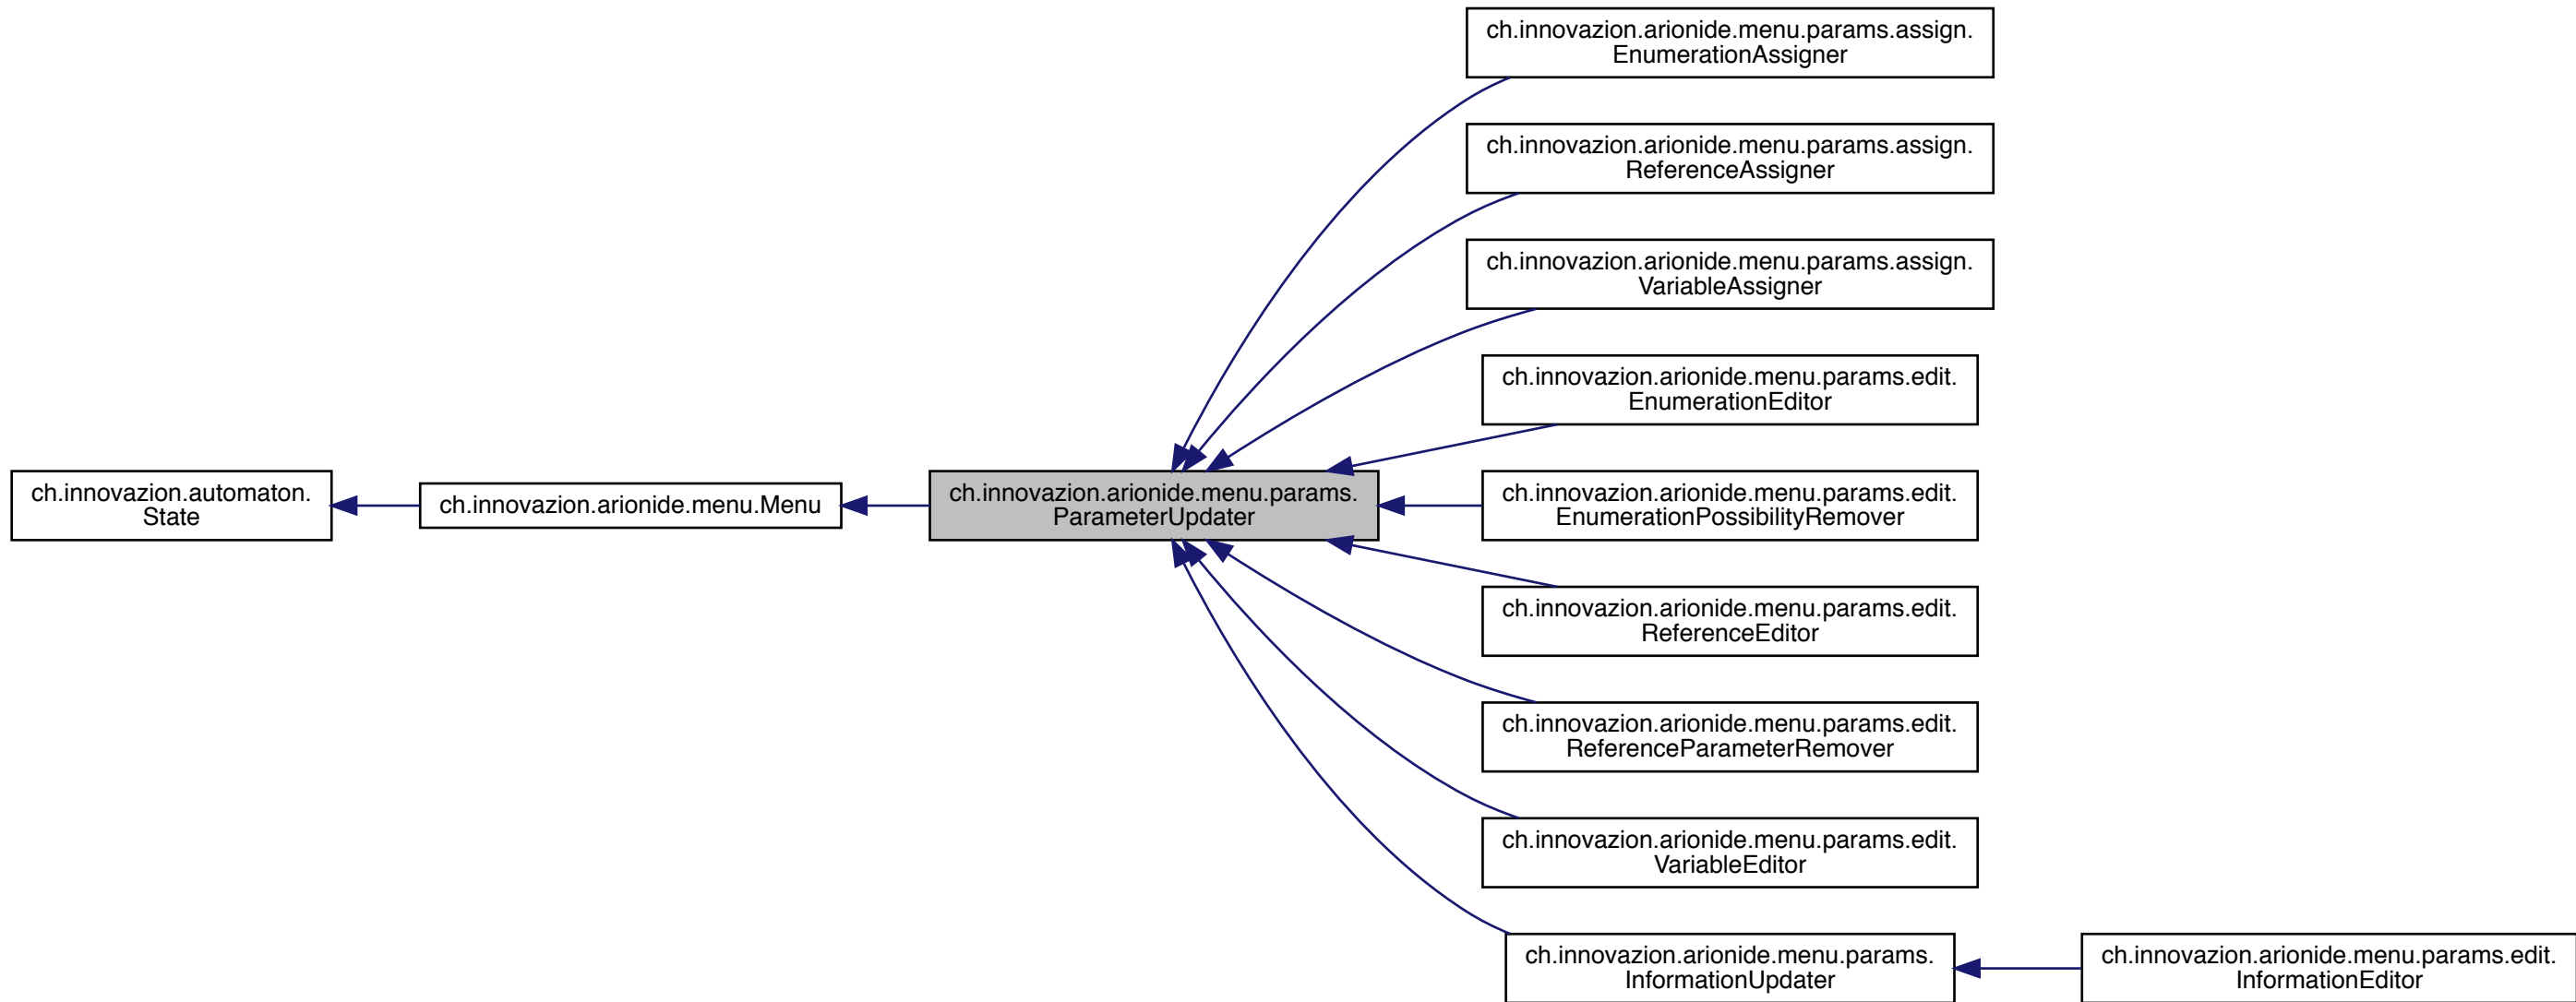 ch.innovazion.arionide.menu.params.assign.
EnumerationAssigner
ch.innovazion.arionide.menu.params.assign.
ReferenceAssigner
ch.innovazion.arionide.menu.params.assign.
VariableAssigner
ch.innovazion.arionide.menu.params.edit.
EnumerationEditor
ch.innovazion.automaton.
State
ch.innovazion.arionide.menu.Menu
ch.innovazion.arionide.menu.params.
ParameterUpdater
ch.innovazion.arionide.menu.params.edit.
EnumerationPossibilityRemover
ch.innovazion.arionide.menu.params.edit.
ReferenceEditor
ch.innovazion.arionide.menu.params.edit.
ReferenceParameterRemover
ch.innovazion.arionide.menu.params.edit.
VariableEditor
ch.innovazion.arionide.menu.params.
InformationUpdater
ch.innovazion.arionide.menu.params.edit.
InformationEditor